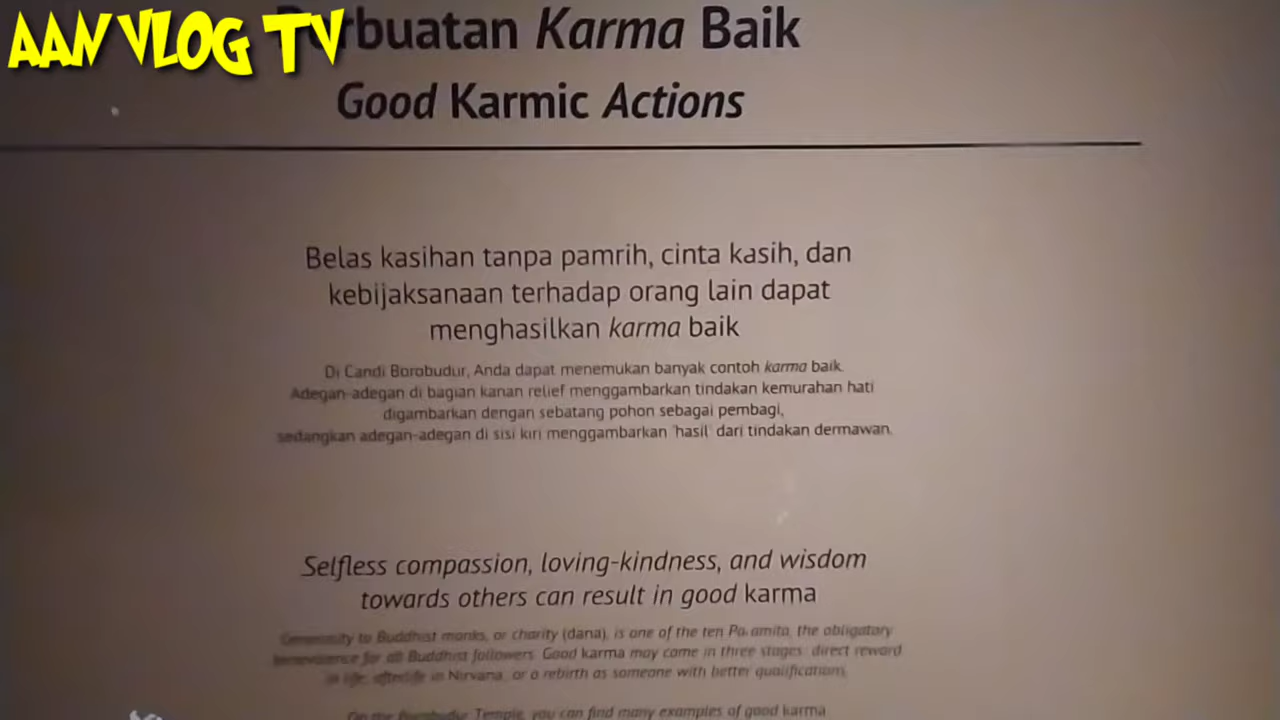 AAN VLOG TV
Perbuatan Karma Baik
Good Karmic Actions
Belas kasihan tanpa pamrih, cinta kasih, dan
kebijaksanaan terhadap orang lain dapat
menghasilkan karma baik
Di Candi Borobudur, Anda dapat menemukan banyak contoh karma baik.
Adegan-adegan di bagian kanan relief menggambarkan tindakan kemurahan hati
digambarkan dengan sebatang pohon sebagai pembagi,
sedangkan adegan-adegan di sisi kiri menggambarkan 'hasil' dari tindakan dermawan.
Selfless compassion, loving-kindness, and wisdom
towards others can result in good karma
Generosity to Buddhist monks, or charity (dana), is one of the ten Paramita, the obligatory
benevolence for all Buddhist followers. Good karma may come in three stages: direct reward
in life, afterlife in Nirvana, or a rebirth as someone with better qualifications.
On the Borobudur Temple, you can find many examples of good karma